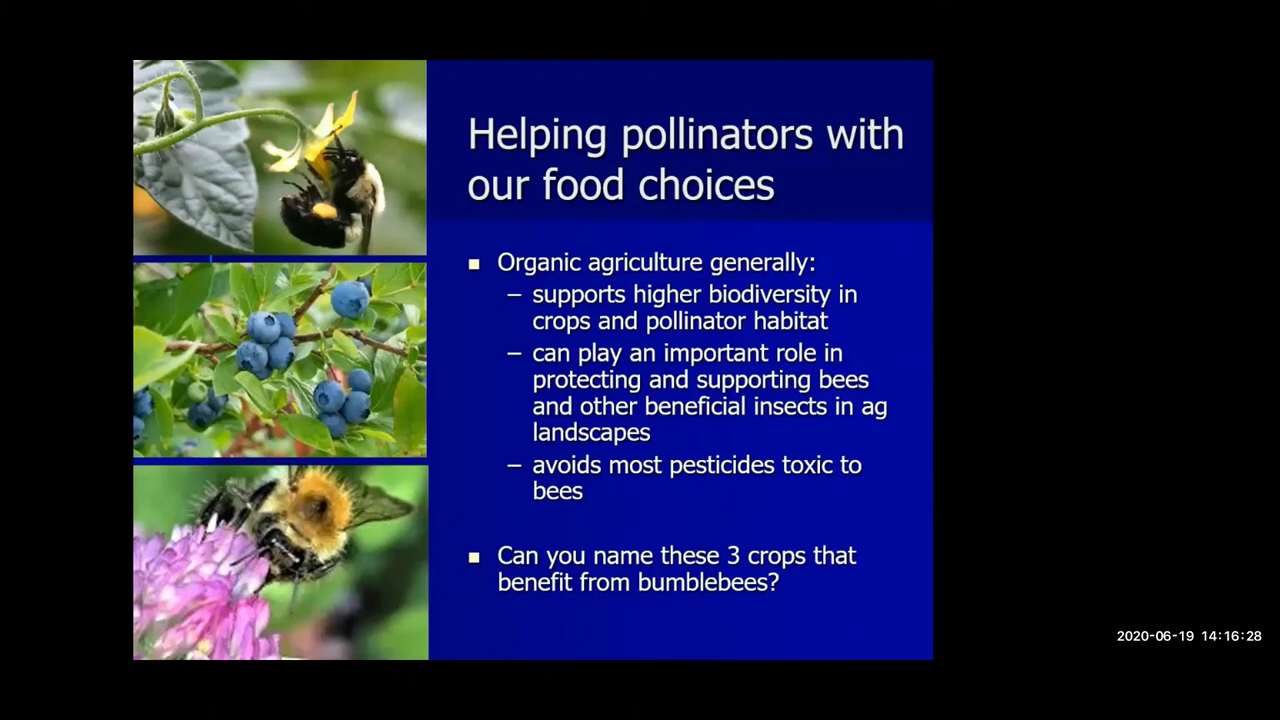 Helping pollinators with
our food choices
■ Organic agriculture generally:
– supports higher biodiversity in
crops and pollinator habitat
– can play an important role in
protecting and supporting bees
and other beneficial insects in ag
landscapes
– avoids most pesticides toxic to
bees
■ Can you name these 3 crops that
benefit from bumblebees?
2020-06-19 14:16:28